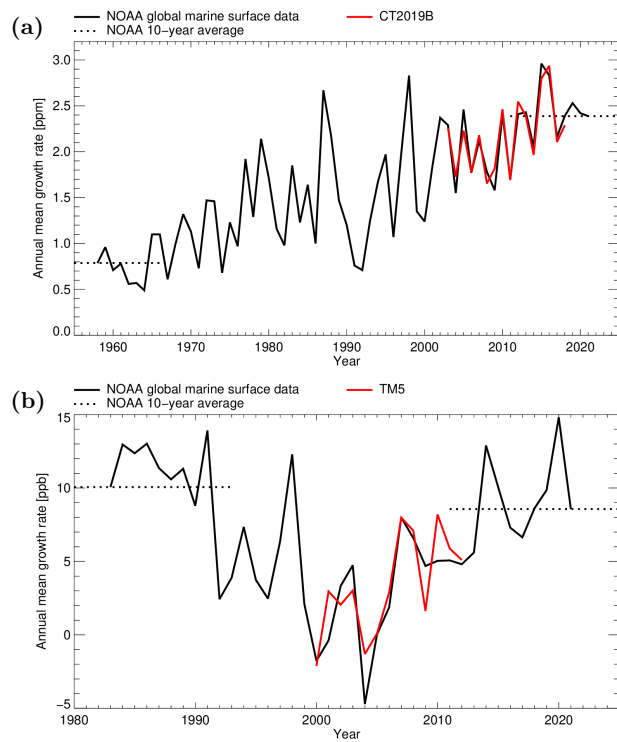 (a)
NOAA global marine surface data CT2019B
NOAA 10−year average
Annual mean growth rate [ppm]
3.0
2.5
2.0
1.5
1.0
0.5
0.0
1960 1970 1980 1990 2000 2010 2020
Year
(b)
NOAA global marine surface data TM5
NOAA 10−year average
Annual mean growth rate [ppb]
15
10
5
0
−5
1980 1990 2000 2010 2020
Year